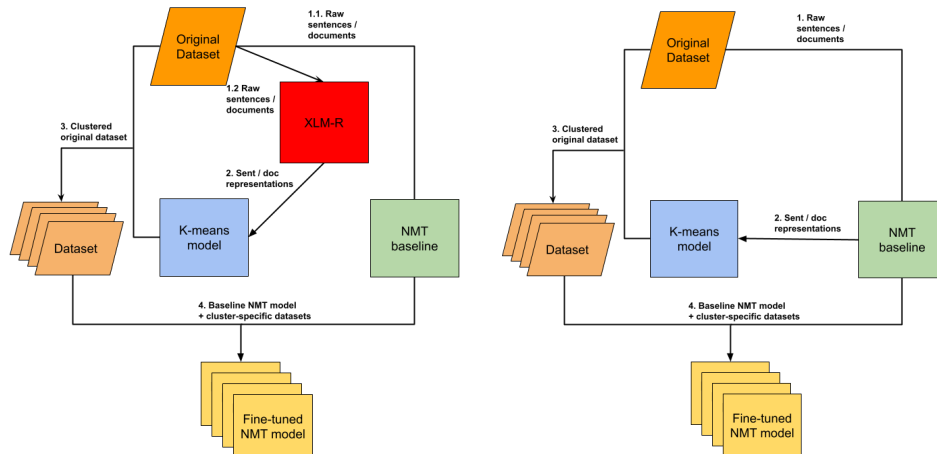 1.1. Raw
sentences /
documents
Original
Dataset
1.2 Raw
sentences /
documents
XLM-R
3. Clustered
original dataset
2. Sent / doc
representations
K-means
model
NMT
baseline
Dataset
4. Baseline NMT model
+ cluster-specific datasets
Fine-tuned
NMT model
1. Raw
sentences /
documents
Original
Dataset
3. Clustered
original dataset
2. Sent / doc
representations
K-means
model
NMT
baseline
Dataset
4. Baseline NMT model
+ cluster-specific datasets
Fine-tuned
NMT model